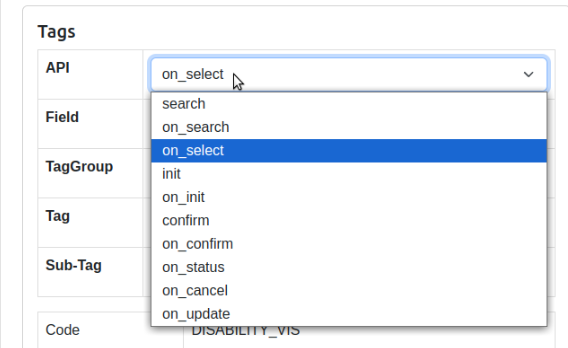 Tags
API
on_select
search
on_search
on_select
init
on_init
confirm
on_confirm
on_status
on_cancel
on_update
Field
TagGroup
Tag
Sub-Tag
Code DISABILITY_VIS